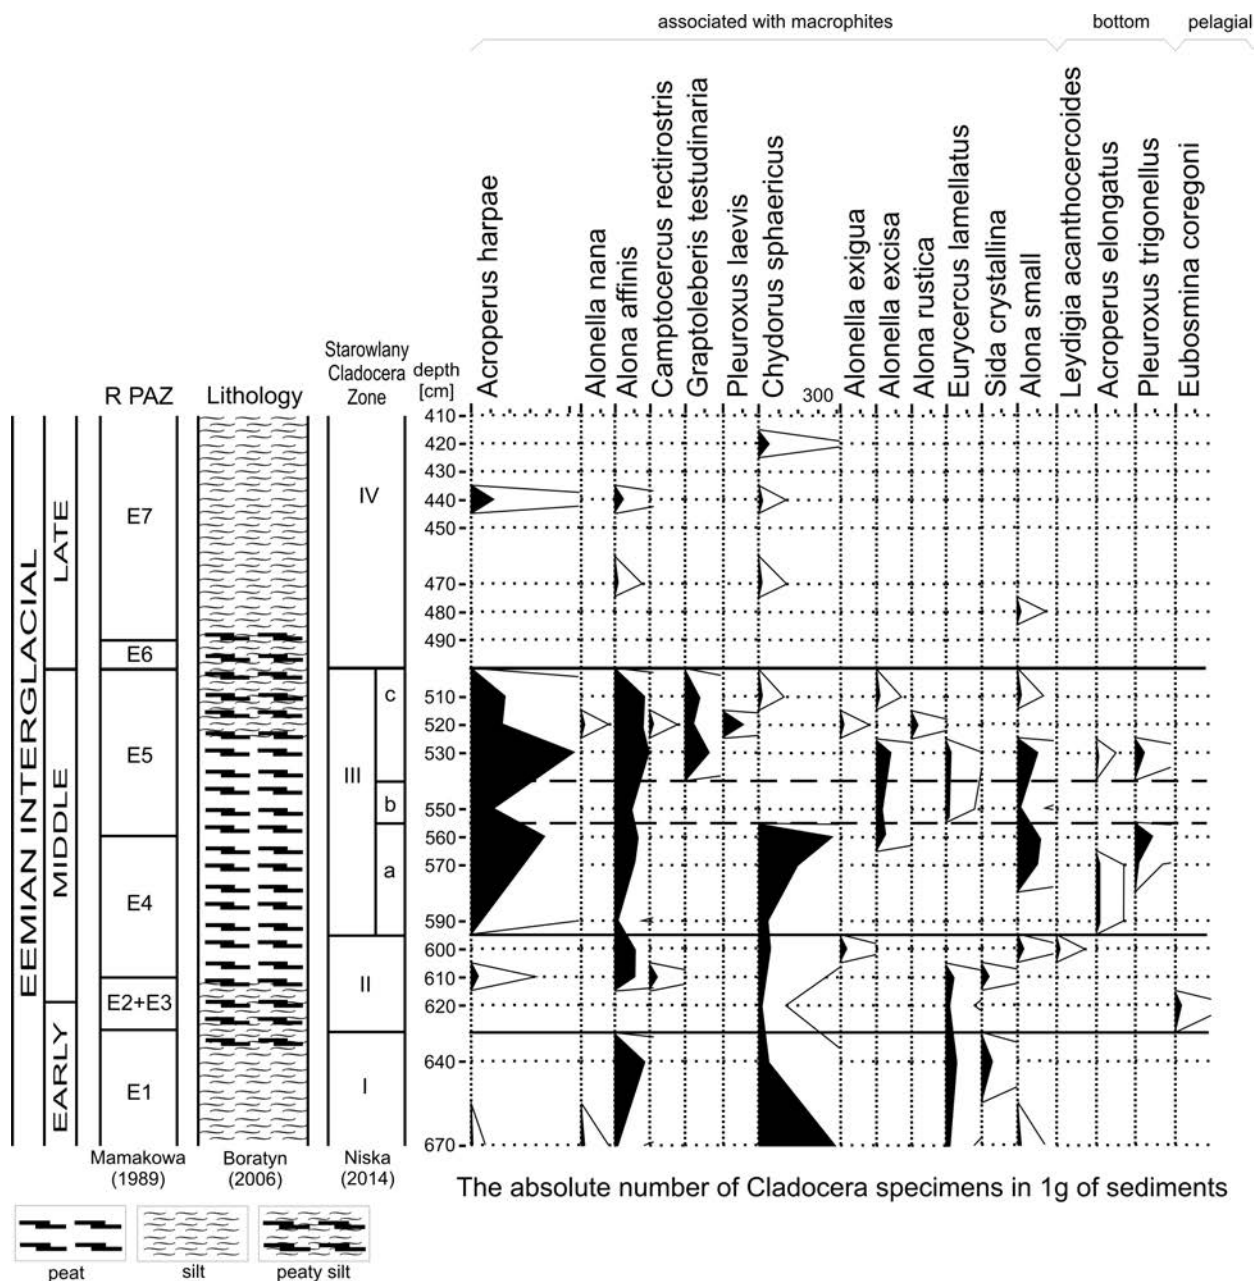 associated with macrophites
bottom
pelagial
Acroperus harpae
Alonella nana
Alona affinis
Camptocercus rectirostris
Graptoleberis testudinaria
Pleuroxus laevis
Chydorus sphaericus
Alonella exigua
Alonella excisa
Alona rustica
Eurycercus lamellatus
Sida crystallina
Alona small
Leydigia acanthocercoides
Acroperus elongatus
Pleuroxus trigonellus
Eubosmina coregoni
R PAZ
Lithology
Starowlany
Cladocera
Zone
depth
[cm]
300
EEMIAN INTERGLACIAL
LATE
MIDDLE
EARLY
E7
E6
E5
E4
E2+E3
E1
IV
III
c
b
a
II
I
410
420
430
440
450
470
480
490
510
520
530
550
560
570
590
600
610
620
640
660
670
Mamakowa
(1989)
Boratyn
(2006)
Niska
(2014)
The absolute number of Cladocera specimens in 1g of sediments
peat
silt
peaty silt